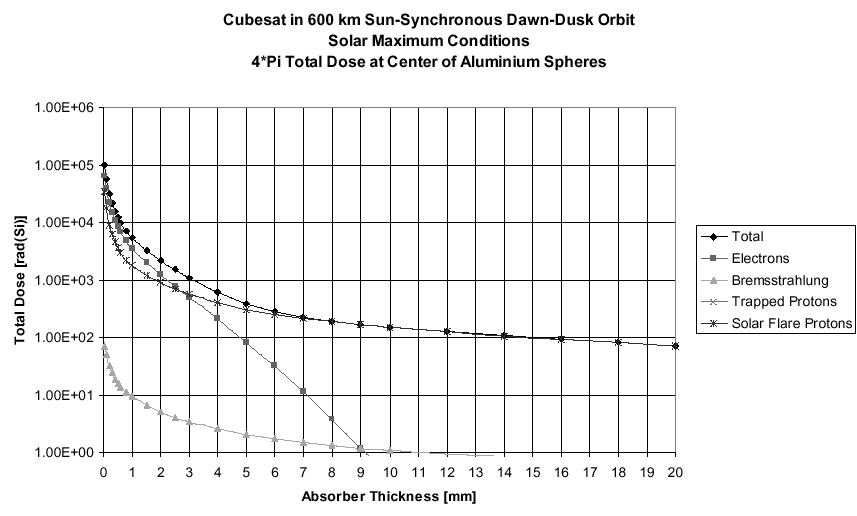 Cubesat in 600 km Sun-Synchronous Dawn-Dusk Orbit
Solar Maximum Conditions
4*Pi Total Dose at Center of Aluminium Spheres
1.00E+06
1.00E+05
1.00E+04
1.00E+03
1.00E+02
1.00E+01
1.00E+00
Total Dose [rad(Si)]
0 1 2 3 4 5 6 7 8 9 10 11 12 13 14 15 16 17 18 19 20
Absorber Thickness [mm]
Total
Electrons
Bremsstrahlung
Trapped Protons
Solar Flare Protons